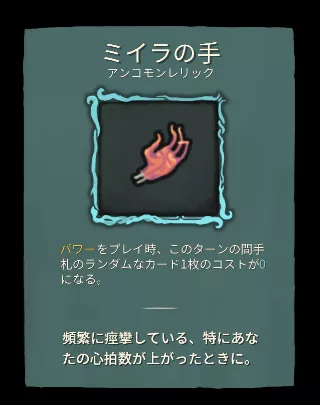 ミイラの手
アンコモンレリック
パワーをプレイ時、このターンの間手
札のランダムなカード1枚のコストが0
になる。
頻繁に痙攣している、特にあな
たの心拍数が上がったときに。